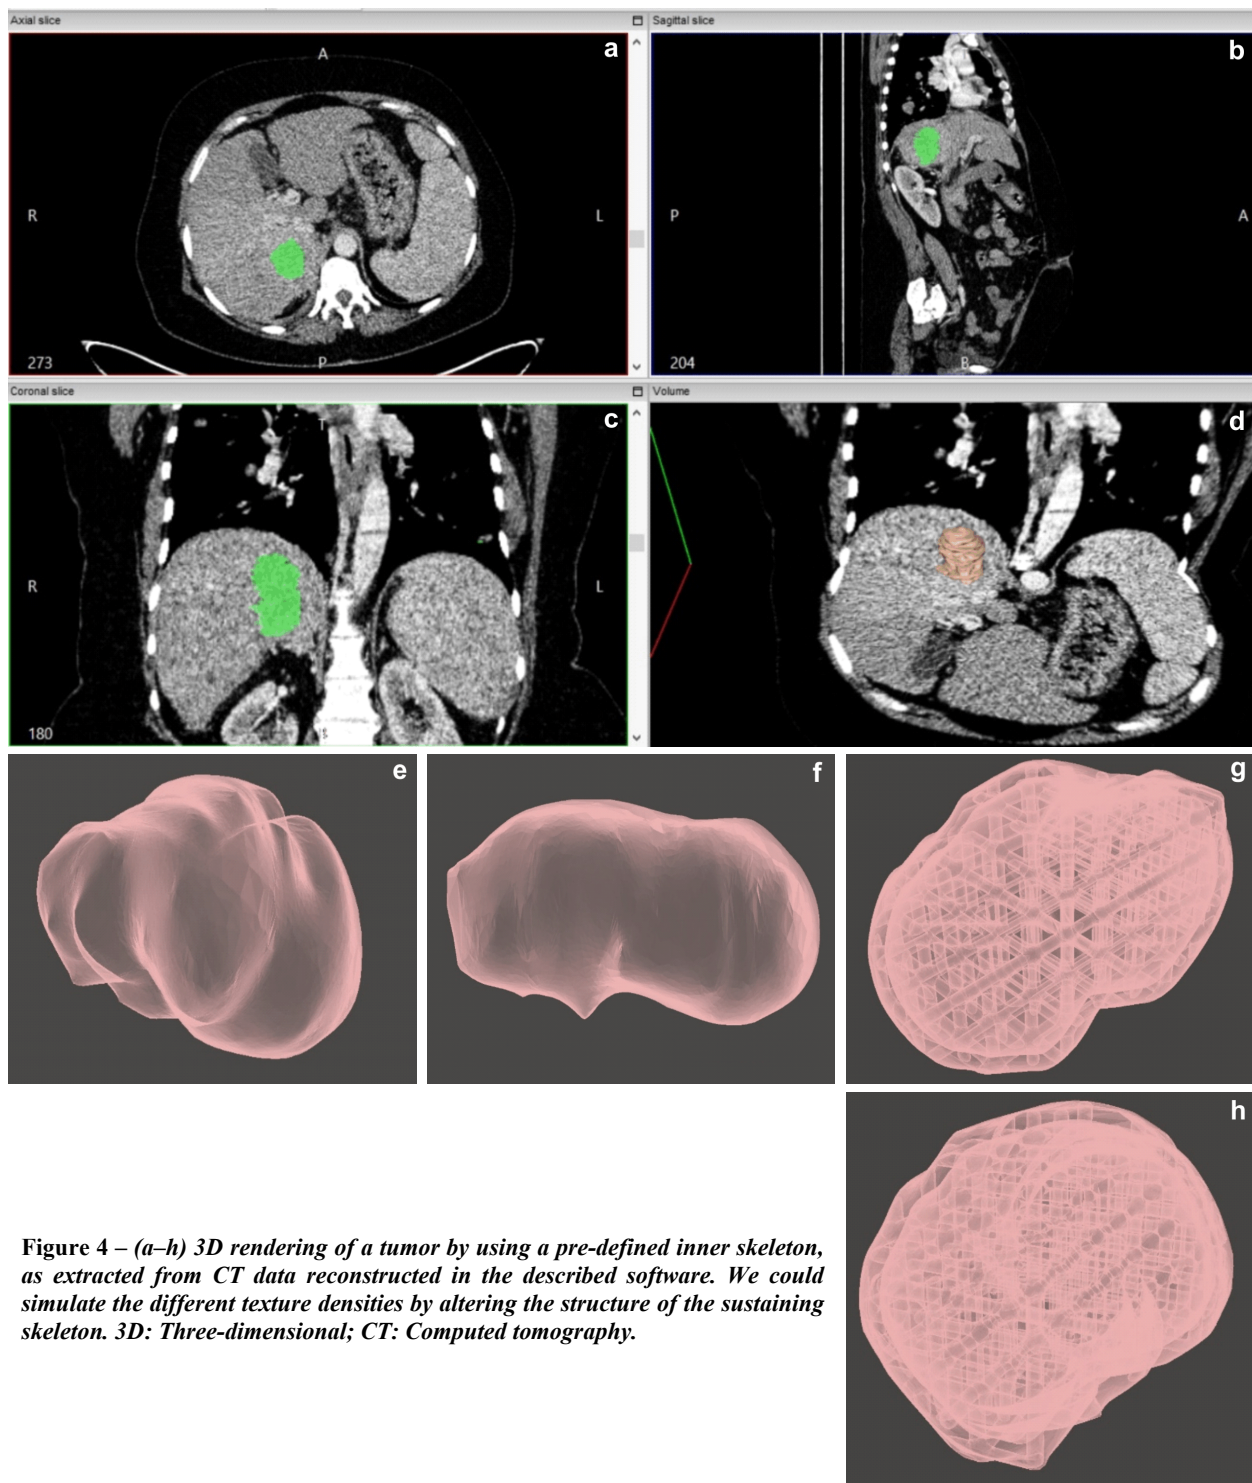 Axial slice
Sagittal slice
a
A
R
L
273
P
b
P
A
204
B
Coronal slice
Volume
c
T
R
L
180
d
e
f
g
h
Figure 4 – (a–h) 3D rendering of a tumor by using a pre-defined inner skeleton,
as extracted from CT data reconstructed in the described software. We could
simulate the different texture densities by altering the structure of the sustaining
skeleton. 3D: Three-dimensional; CT: Computed tomography.